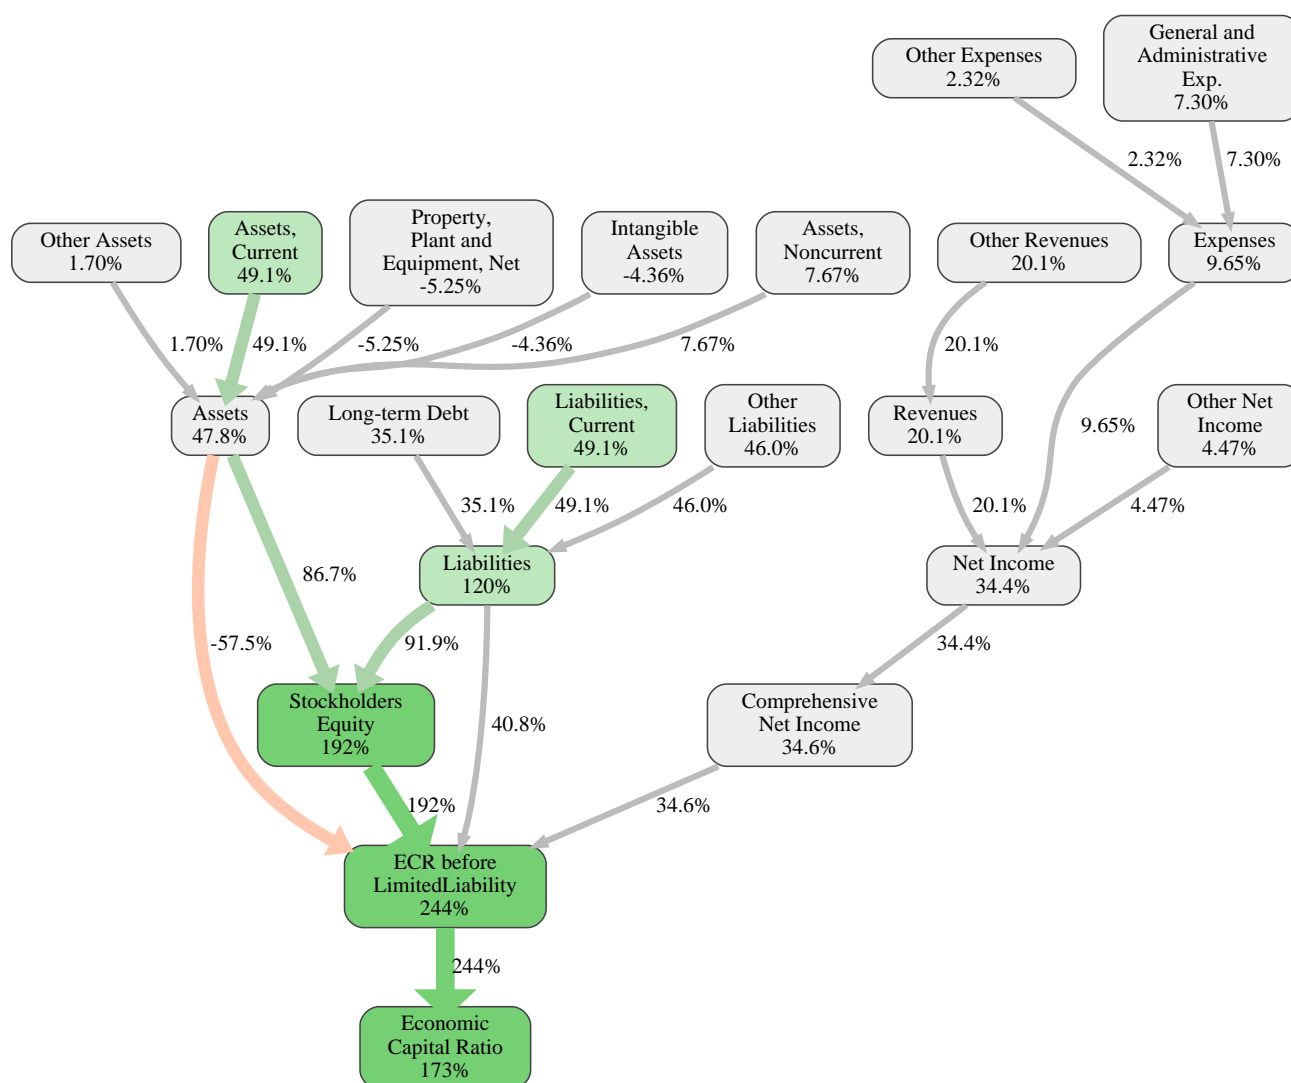 General and
Administrative
Exp.
7.30%
Other Expenses
2.32%
2.32%
7.30%
Other Assets
1.70%
Assets,
Current
49.1%
Property,
Plant and
Equipment, Net
-5.25%
Intangible
Assets
-4.36%
Assets,
Noncurrent
7.67%
Other Revenues
20.1%
Expenses
9.65%
1.70%
49.1%
-5.25%
-4.36%
7.67%
20.1%
Assets
47.8%
Long-term Debt
35.1%
Liabilities,
Current
49.1%
Other
Liabilities
46.0%
Revenues
20.1%
9.65%
Other Net
Income
4.47%
35.1%
49.1%
46.0%
20.1%
4.47%
86.7%
Liabilities
120%
Net Income
34.4%
-57.5%
91.9%
34.4%
Stockholders
Equity
192%
40.8%
Comprehensive
Net Income
34.6%
192%
34.6%
ECR before
LimitedLiability
244%
244%
Economic
Capital Ratio
173%